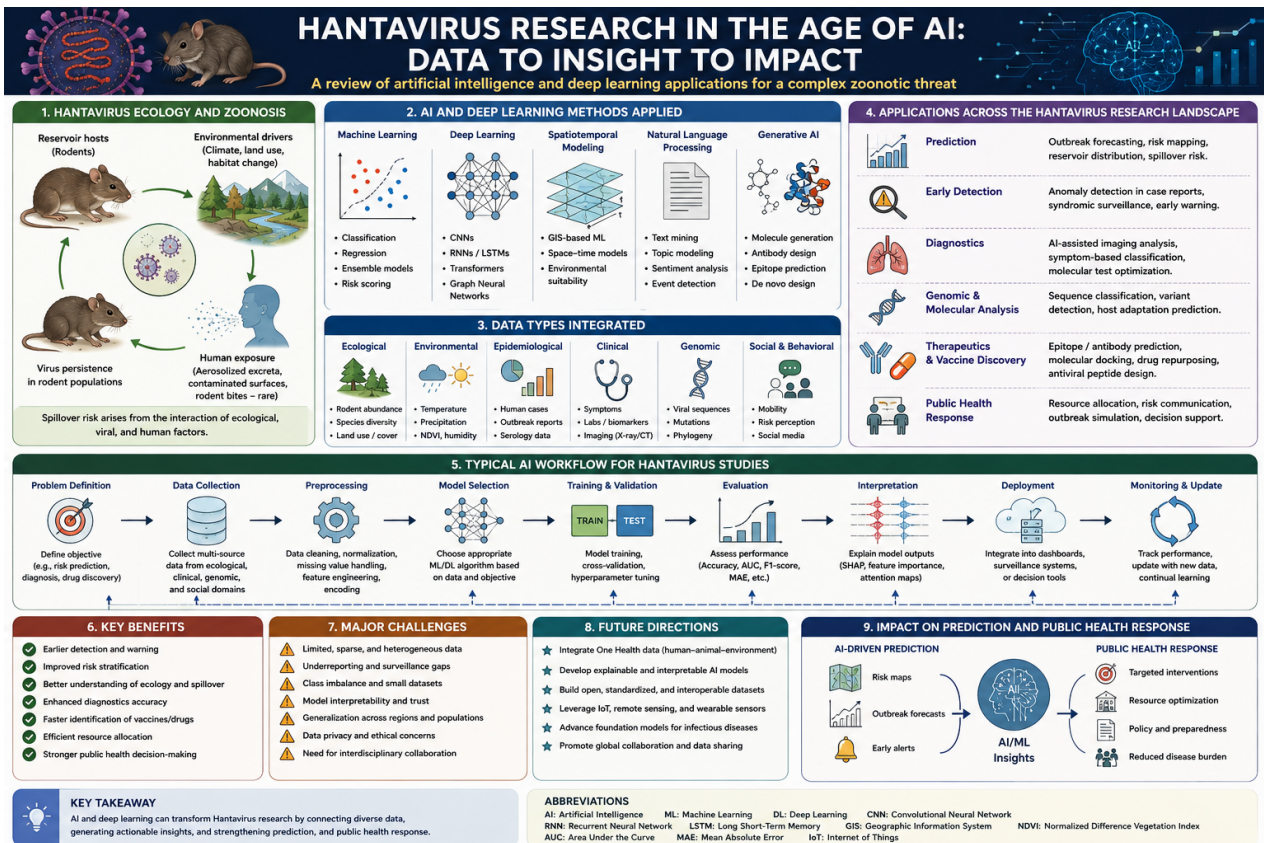 HANTAVIRUS RESEARCH IN THE AGE OF AI:
DATA TO INSIGHT TO IMPACT
A review of artificial intelligence and deep learning applications for a complex zoonotic threat
AI
1. HANTAVIRUS ECOLOGY AND ZOONOSIS
Reservoir hosts
(Rodents)
Environmental drivers
(Climate, land use,
habitat change)
Virus persistence
in rodent populations
Human exposure
(Aerosolized excreta,
contaminated surfaces,
rodent bites – rare)
Spillover risk arises from the interaction of ecological,
viral, and human factors.
2. AI AND DEEP LEARNING METHODS APPLIED
Machine Learning
• Classification
• Regression
• Ensemble models
• Risk scoring
Deep Learning
• CNNs
• RNNs / LSTMs
• Transformers
• Graph Neural
Networks
Spatiotemporal
Modeling
• GIS-based ML
• Space–time models
• Environmental
suitability
Natural Language
Processing
• Text mining
• Topic modeling
• Sentiment analysis
• Event detection
Generative AI
• Molecule generation
• Antibody design
• Epitope prediction
• De novo design
3. DATA TYPES INTEGRATED
Ecological
• Rodent abundance
• Species diversity
• Land use / cover
Environmental
• Temperature
• Precipitation
• NDVI, humidity
Epidemiological
• Human cases
• Outbreak reports
• Serology data
Clinical
• Symptoms
• Labs / biomarkers
• Imaging (X-ray/CT)
Genomic
• Viral sequences
• Mutations
• Phylogeny
Social & Behavioral
• Mobility
• Risk perception
• Social media
4. APPLICATIONS ACROSS THE HANTAVIRUS RESEARCH LANDSCAPE
Prediction
Outbreak forecasting, risk mapping,
reservoir distribution, spillover risk.
Early Detection
Anomaly detection in case reports,
syndromic surveillance, early warning.
Diagnostics
AI-assisted imaging analysis,
symptom-based classification,
molecular test optimization.
Genomic &
Molecular Analysis
Sequence classification, variant
detection, host adaptation prediction.
Therapeutics
& Vaccine Discovery
Epitope / antibody prediction,
molecular docking, drug repurposing,
antiviral peptide design.
Public Health
Response
Resource allocation, risk communication,
outbreak simulation, decision support.
5. TYPICAL AI WORKFLOW FOR HANTAVIRUS STUDIES
Problem Definition
Define objective
(e.g., risk prediction,
diagnosis, drug discovery)
Data Collection
Collect multi-source
data from ecological,
clinical, genomic,
and social domains
Preprocessing
Data cleaning, normalization,
missing value handling,
feature engineering,
encoding
Model Selection
Choose appropriate
ML/DL algorithm based
on data and objective
Training & Validation
TRAIN TEST
Model training,
cross-validation,
hyperparameter tuning
Evaluation
Assess performance
(Accuracy, AUC, F1-score,
MAE, etc.)
Interpretation
Explain model outputs
(SHAP, feature importance,
attention maps)
Deployment
Integrate into dashboards,
surveillance systems,
or decision tools
Monitoring & Update
Track performance,
update with new data,
continual learning
6. KEY BENEFITS
Earlier detection and warning
Improved risk stratification
Better understanding of ecology and spillover
Enhanced diagnostics accuracy
Faster identification of vaccines/drugs
Efficient resource allocation
Stronger public health decision-making
7. MAJOR CHALLENGES
Limited, sparse, and heterogeneous data
Underreporting and surveillance gaps
Class imbalance and small datasets
Model interpretability and trust
Generalization across regions and populations
Data privacy and ethical concerns
Need for interdisciplinary collaboration
8. FUTURE DIRECTIONS
Integrate One Health data (human–animal–environment)
Develop explainable and interpretable AI models
Build open, standardized, and interoperable datasets
Leverage IoT, remote sensing, and wearable sensors
Advance foundation models for infectious diseases
Promote global collaboration and data sharing
9. IMPACT ON PREDICTION AND PUBLIC HEALTH RESPONSE
AI-DRIVEN PREDICTION
Risk maps
Outbreak forecasts
Early alerts
AI/ML
Insights
PUBLIC HEALTH RESPONSE
Targeted interventions
Resource optimization
Policy and preparedness
Reduced disease burden
KEY TAKEAWAY
AI and deep learning can transform Hantavirus research by connecting diverse data,
generating actionable insights, and strengthening prediction, and public health response.
ABBREVIATIONS
AI: Artificial Intelligence ML: Machine Learning DL: Deep Learning CNN: Convolutional Neural Network
RNN: Recurrent Neural Network LSTM: Long Short-Term Memory GIS: Geographic Information System NDVI: Normalized Difference Vegetation Index
AUC: Area Under the Curve MAE: Mean Absolute Error IoT: Internet of Things